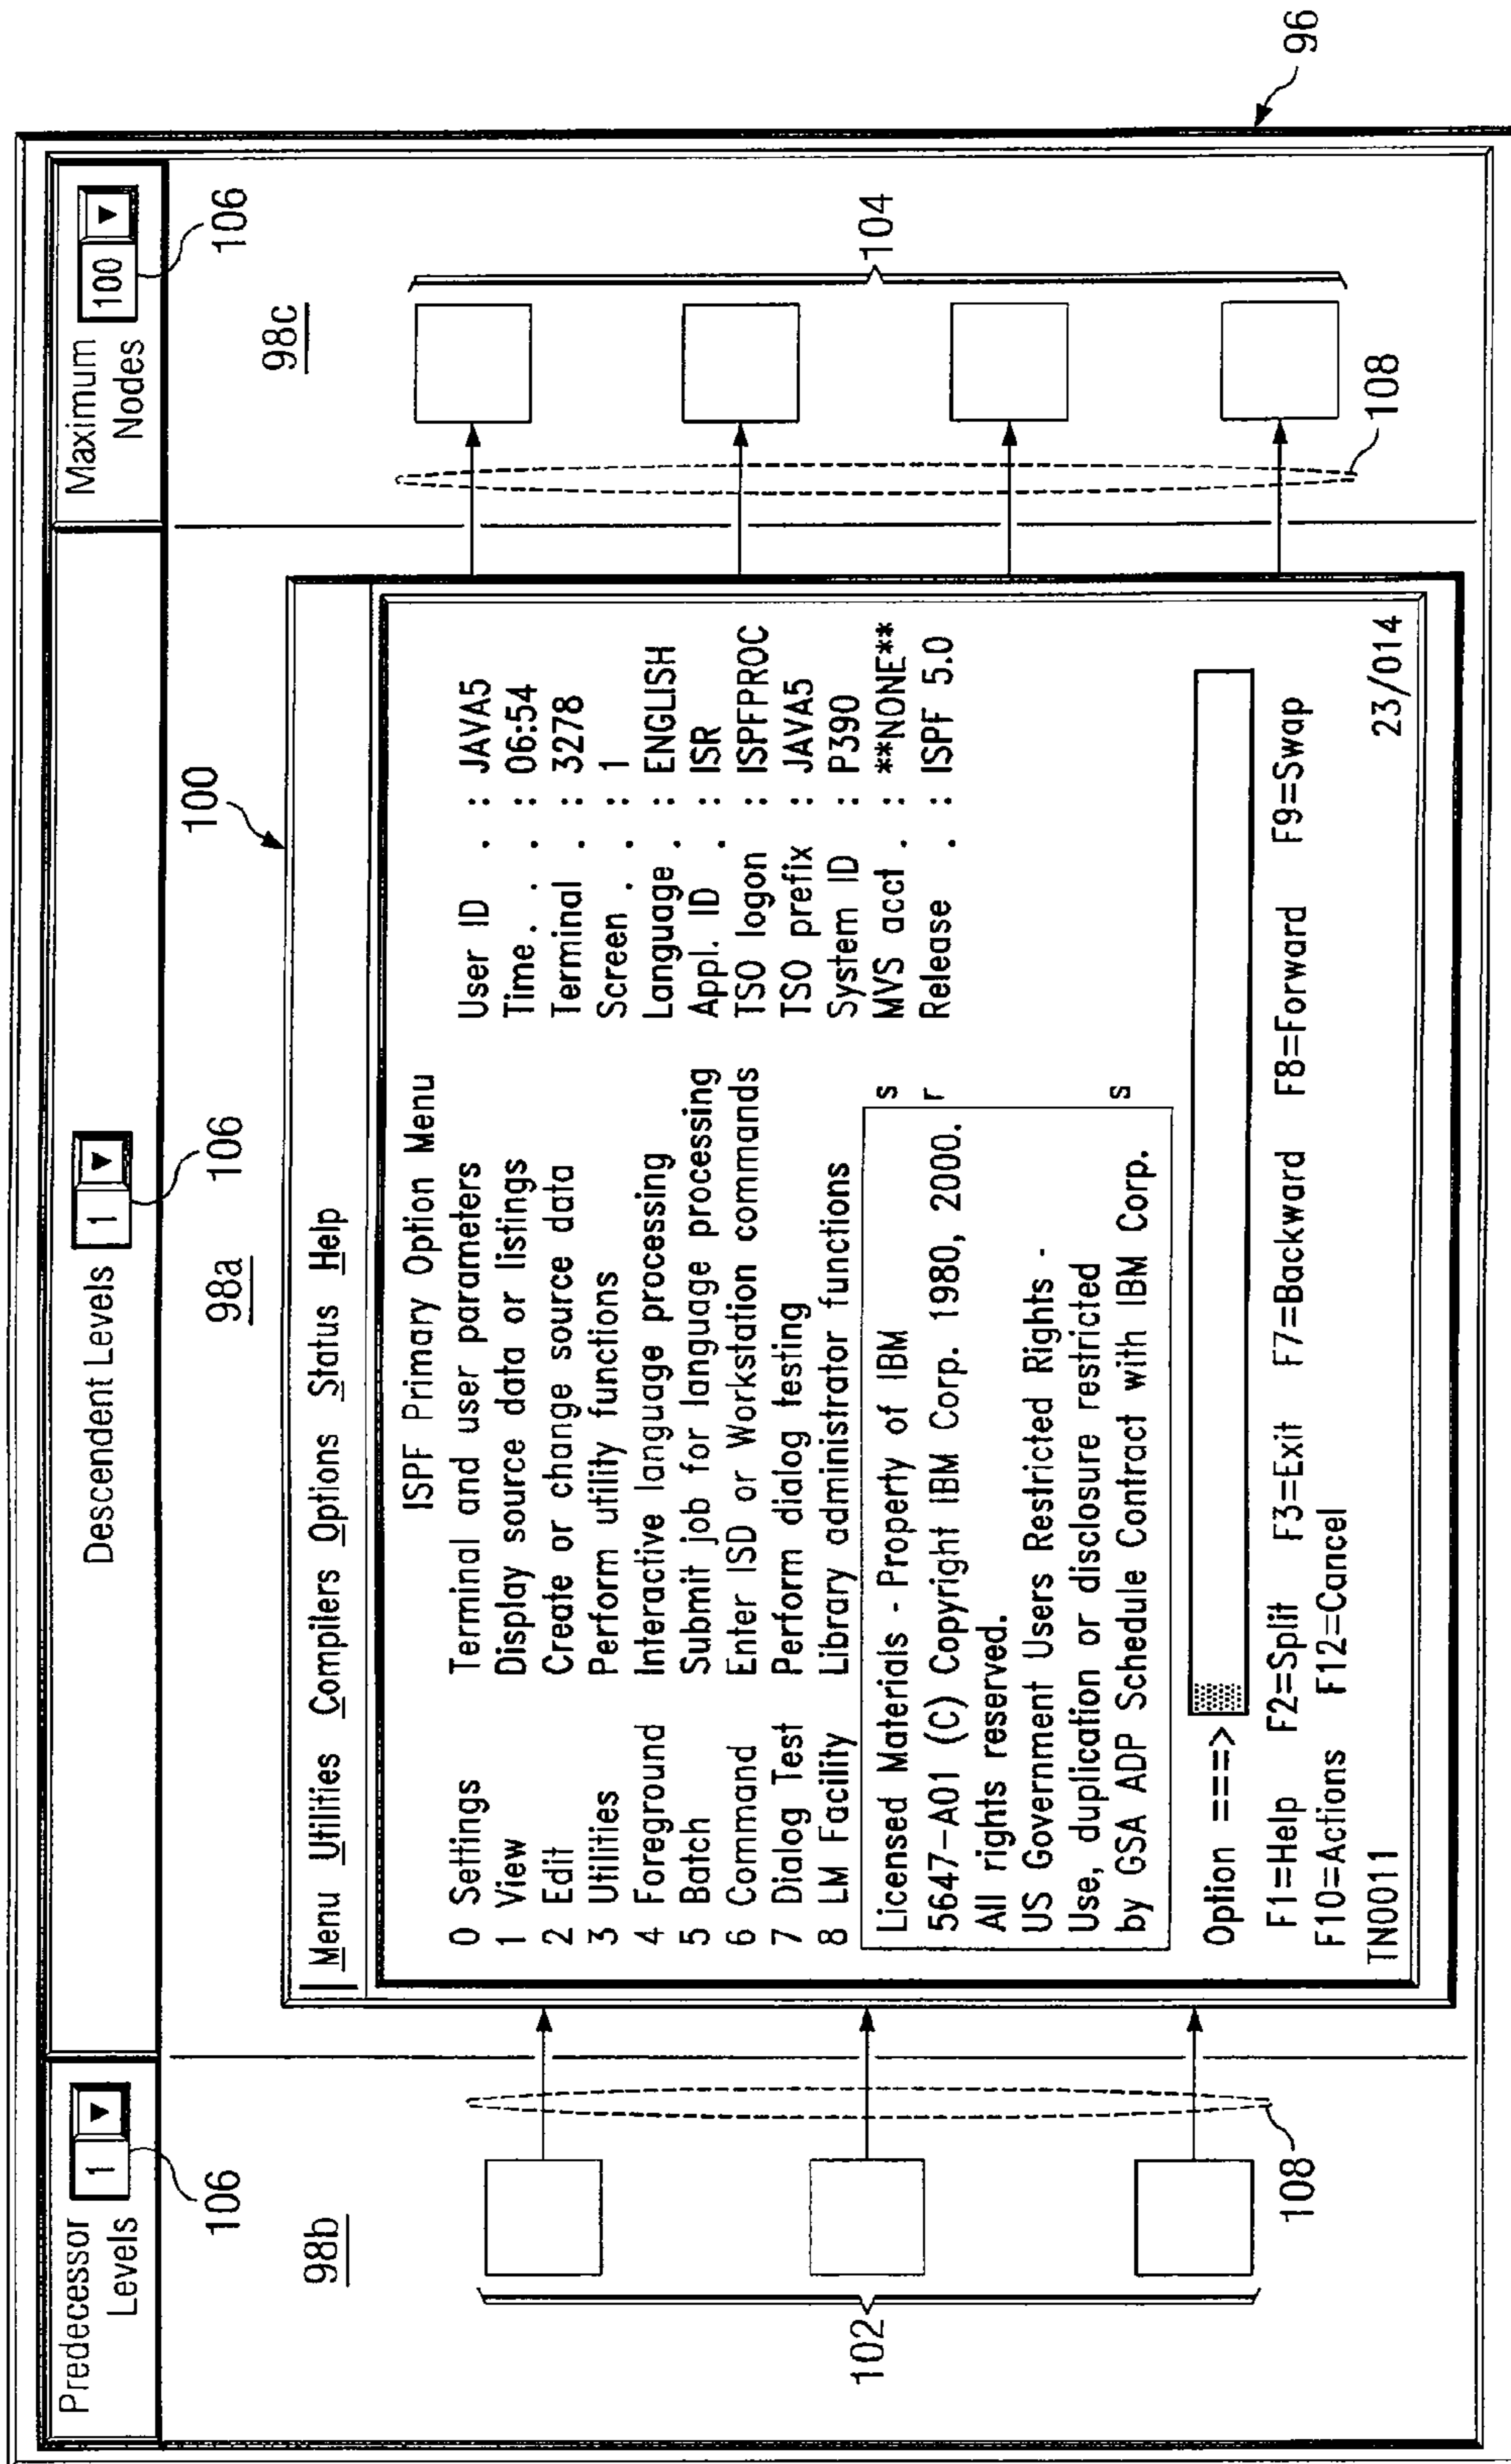 Predecessor
Levels
1
Descendent Levels 1
Maximum
Nodes
100
106
106
106
98b
98a
98c
100
Menu Utilities Compilers Options Status Help
ISPF Primary Option Menu
0 Settings Terminal and user parameters User ID . : JAVA5
1 View Display source data or listings Time. . . : 06:54
2 Edit Create or change source data Terminal . : 3278
3 Utilities Perform utility functions Screen . . : 1
4 Foreground Interactive language processing Language . : ENGLISH
5 Batch Submit job for language processing Appl. ID . : ISR
6 Command Enter ISD or Workstation commands TSO logon : ISPFPROC
7 Dialog Test Perform dialog testing TSO prefix : JAVA5
8 LM Facility Library administrator functions System ID : P390
Licensed Materials - Property of IBM s MVS acct . : **NONE**
5647-A01 (C) Copyright IBM Corp. 1980, 2000. r Release . : ISPF 5.0
All rights reserved.
US Government Users Restricted Rights -
Use, duplication or disclosure restricted
by GSA ADP Schedule Contract with IBM Corp. s
Option ===>
F1=Help F2=Split F3=Exit F7=Backward F8=Forward F9=Swap
F10=Actions F12=Cancel
TN0011 23/014
102
108
104
108
96